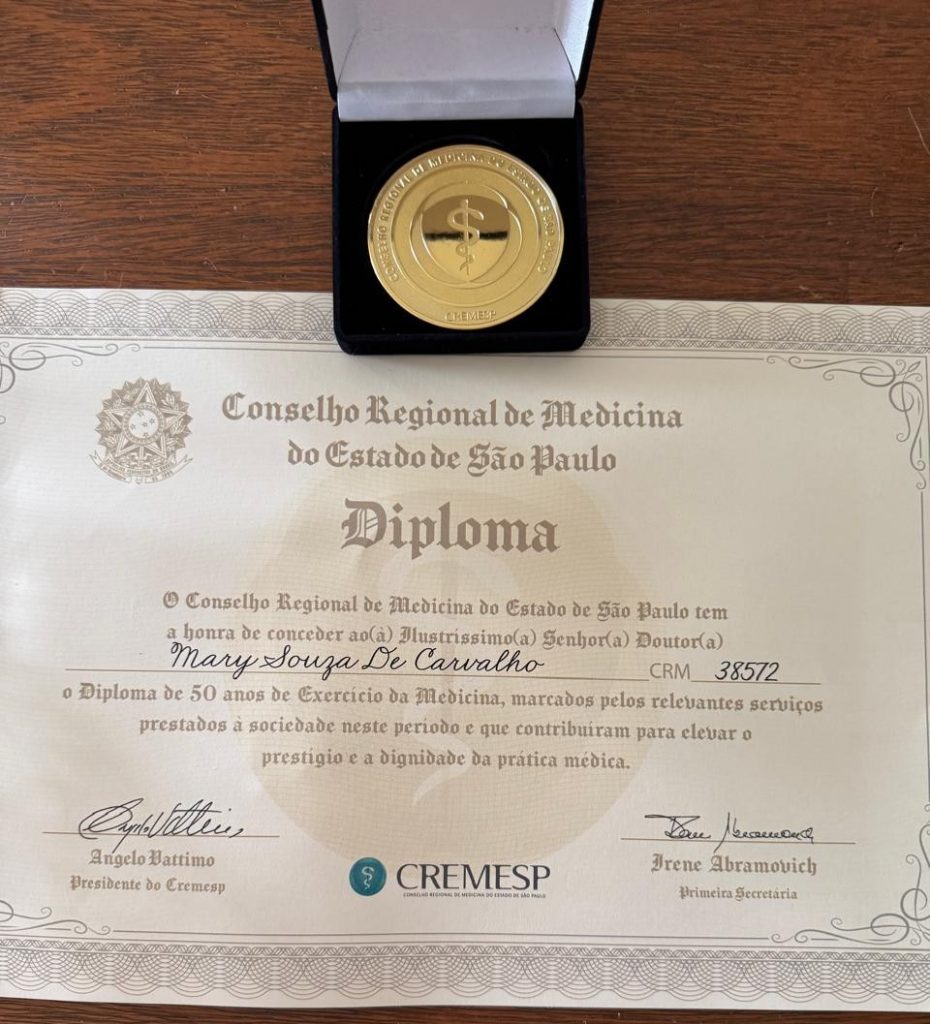 CONSELHO REGIONAL DE MEDICINA DO ESTADO DE SÃO PAULO
CREMESP
Conselho Regional de Medicina
do Estado de São Paulo
Diploma
O Conselho Regional de Medicina do Estado de São Paulo tem
a honra de conceder ao(à) Ilustríssimo(a) Senhor(a) Doutor(a)
Mary Souza De Carvalho CRM 38572
o Diploma de 50 anos de Exercício da Medicina, marcados pelos relevantes serviços
prestados à sociedade neste período e que contribuíram para elevar o
prestígio e a dignidade da prática médica.
Angelo Vattimo
Presidente do Cremesp
CREMESP
CONSELHO REGIONAL DE MEDICINA DO ESTADO DE SÃO PAULO
Irene Abramovich
Primeira Secretária